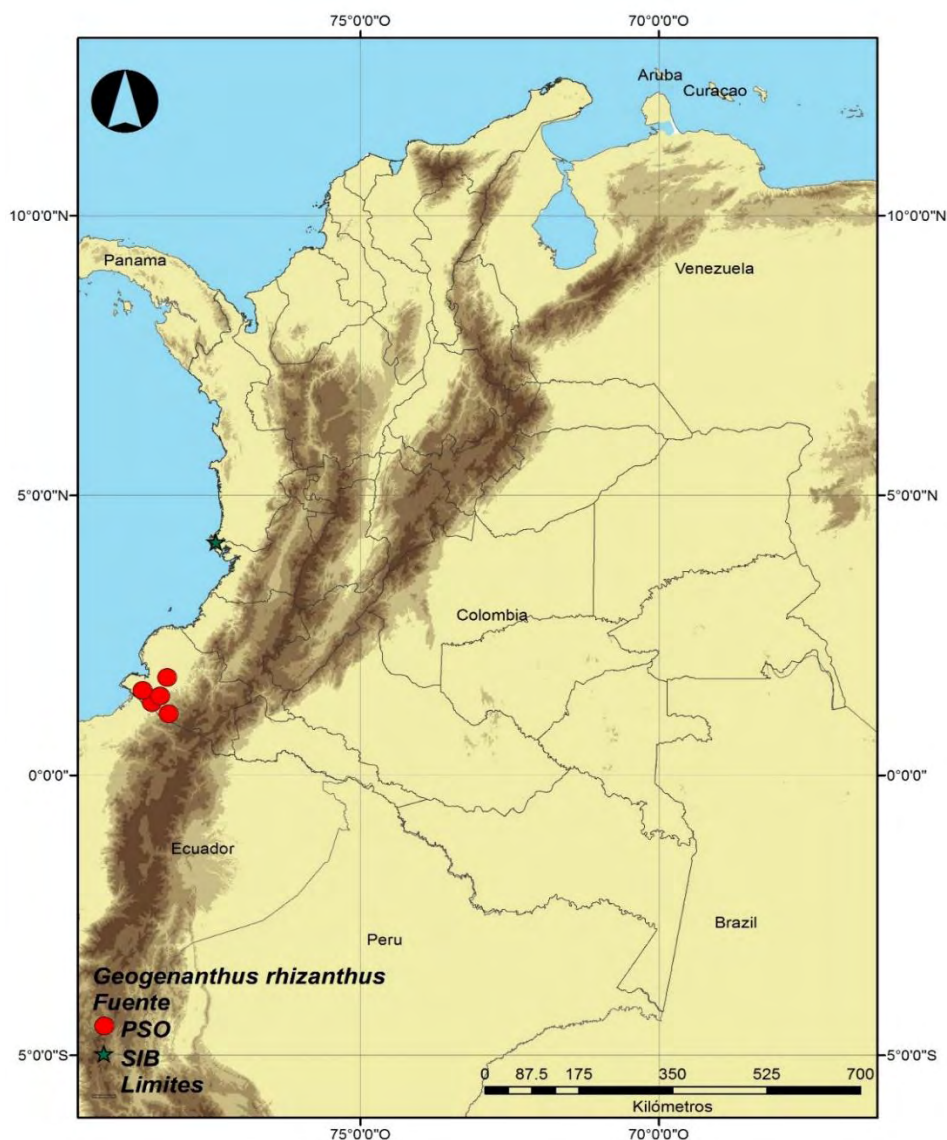 75°0'0"O 70°0'0"O
Aruba
Curaçao
10°0'0"N 10°0'0"N
Panama
Venezuela
5°0'0"N 5°0'0"N
Colombia
0°0'0" 0°0'0"
Ecuador
Brazil
Peru
Geogenanthus rhizanthus
Fuente
PSO
SIB
Limites
5°0'0"S 5°0'0"S
0 87.5 175 350 525 700
Kilómetros
75°0'0"O 70°0'0"O